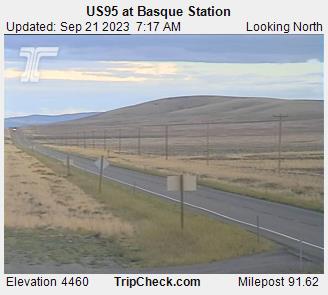 US95 at Basque Station
Updated: Sep 21 2023 7:17 AM Looking North
Elevation 4460 TripCheck.com Milepost 91.62